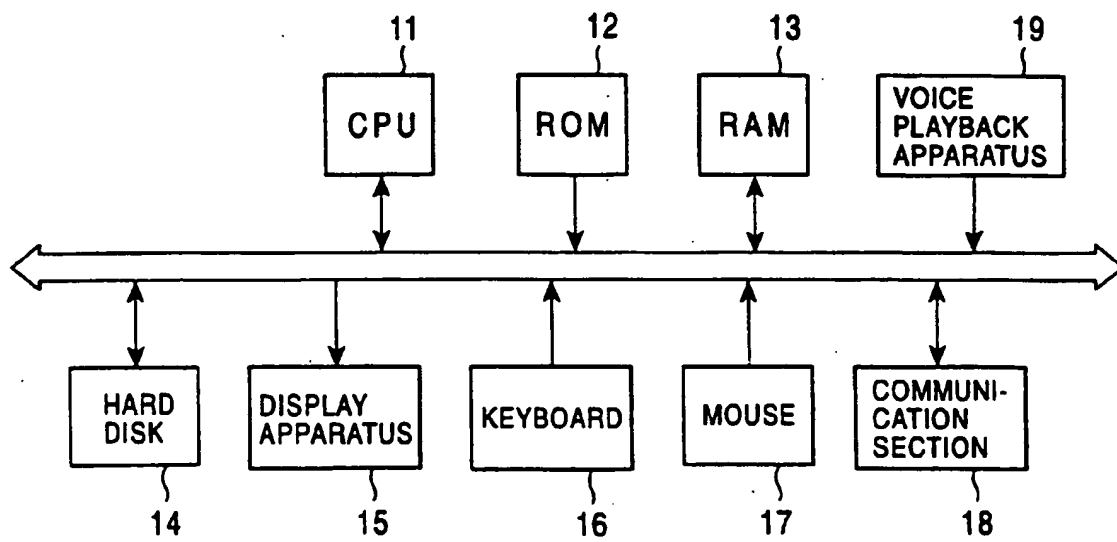 11
12
13
19
CPU
ROM
RAM
VOICE
PLAYBACK
APPARATUS
HARD
DISK
DISPLAY
APPARATUS
KEYBOARD
MOUSE
COMMUNI-
CATION
SECTION
14
15
16
17
18